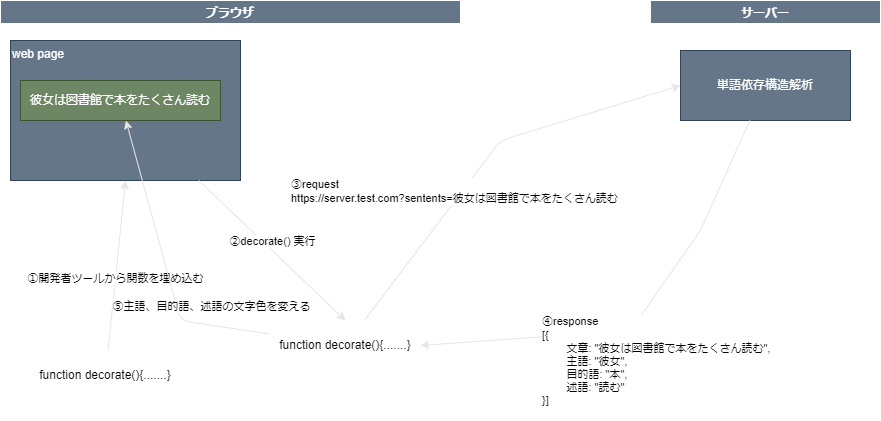 ブラウザ
サーバー
web page
彼女は図書館で本をたくさん読む
単語依存構造解析
③request
https://server.test.com?sentents=彼女は図書館で本をたくさん読む
②decorate() 実行
①開発者ツールから関数を埋め込む
⑤主語、目的語、述語の文字色を変える
function decorate(){.......}
function decorate(){.......}
④response
[{
文章: "彼女は図書館で本をたくさん読む",
主語: "彼女",
目的語: "本",
述語: "読む"
}]